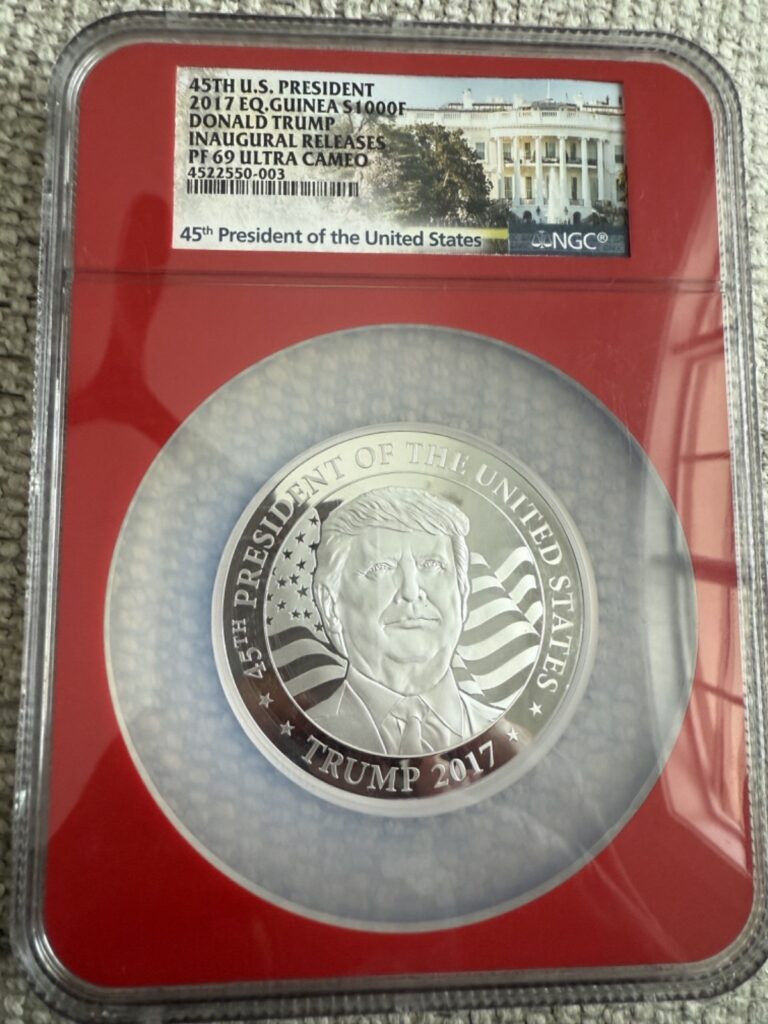 45TH U.S. PRESIDENT
2017 EQ.GUINEA S1000F
DONALD TRUMP
INAUGURAL RELEASES
PF 69 ULTRA CAMEO
4522550-003
45th President of the United States
NGC®
45TH PRESIDENT OF THE UNITED STATES
TRUMP 2017